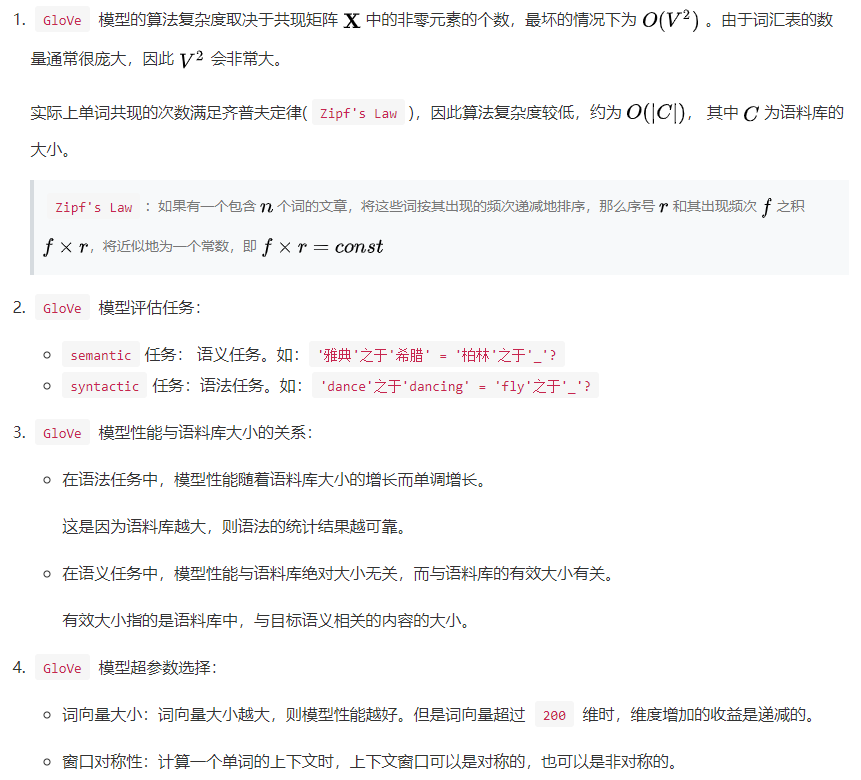 1. GloVe 模型的算法复杂度取决于共现矩阵 X 中的非零元素的个数，最坏的情况下为 O(V²) 。由于词汇表的数
量通常很庞大，因此 V² 会非常大。
实际上单词共现的次数满足齐普夫定律( Zipf's Law )，因此算法复杂度较低，约为 O(|C|)， 其中 C 为语料库的
大小。
Zipf's Law ：如果有一个包含 n 个词的文章，将这些词按其出现的频次递减地排序，那么序号 r 和其出现频次 f 之积
f × r，将近似地为一个常数，即 f × r = const
2. GloVe 模型评估任务：
semantic 任务： 语义任务。如： '雅典'之于'希腊' = '柏林'之于'_'?
syntactic 任务：语法任务。如： 'dance'之于'dancing' = 'fly'之于'_'?
3. GloVe 模型性能与语料库大小的关系：
在语法任务中，模型性能随着语料库大小的增长而单调增长。
这是因为语料库越大，则语法的统计结果越可靠。
在语义任务中，模型性能与语料库绝对大小无关，而与语料库的有效大小有关。
有效大小指的是语料库中，与目标语义相关的内容的大小。
4. GloVe 模型超参数选择：
词向量大小：词向量大小越大，则模型性能越好。但是词向量超过 200 维时，维度增加的收益是递减的。
窗口对称性：计算一个单词的上下文时，上下文窗口可以是对称的，也可以是非对称的。